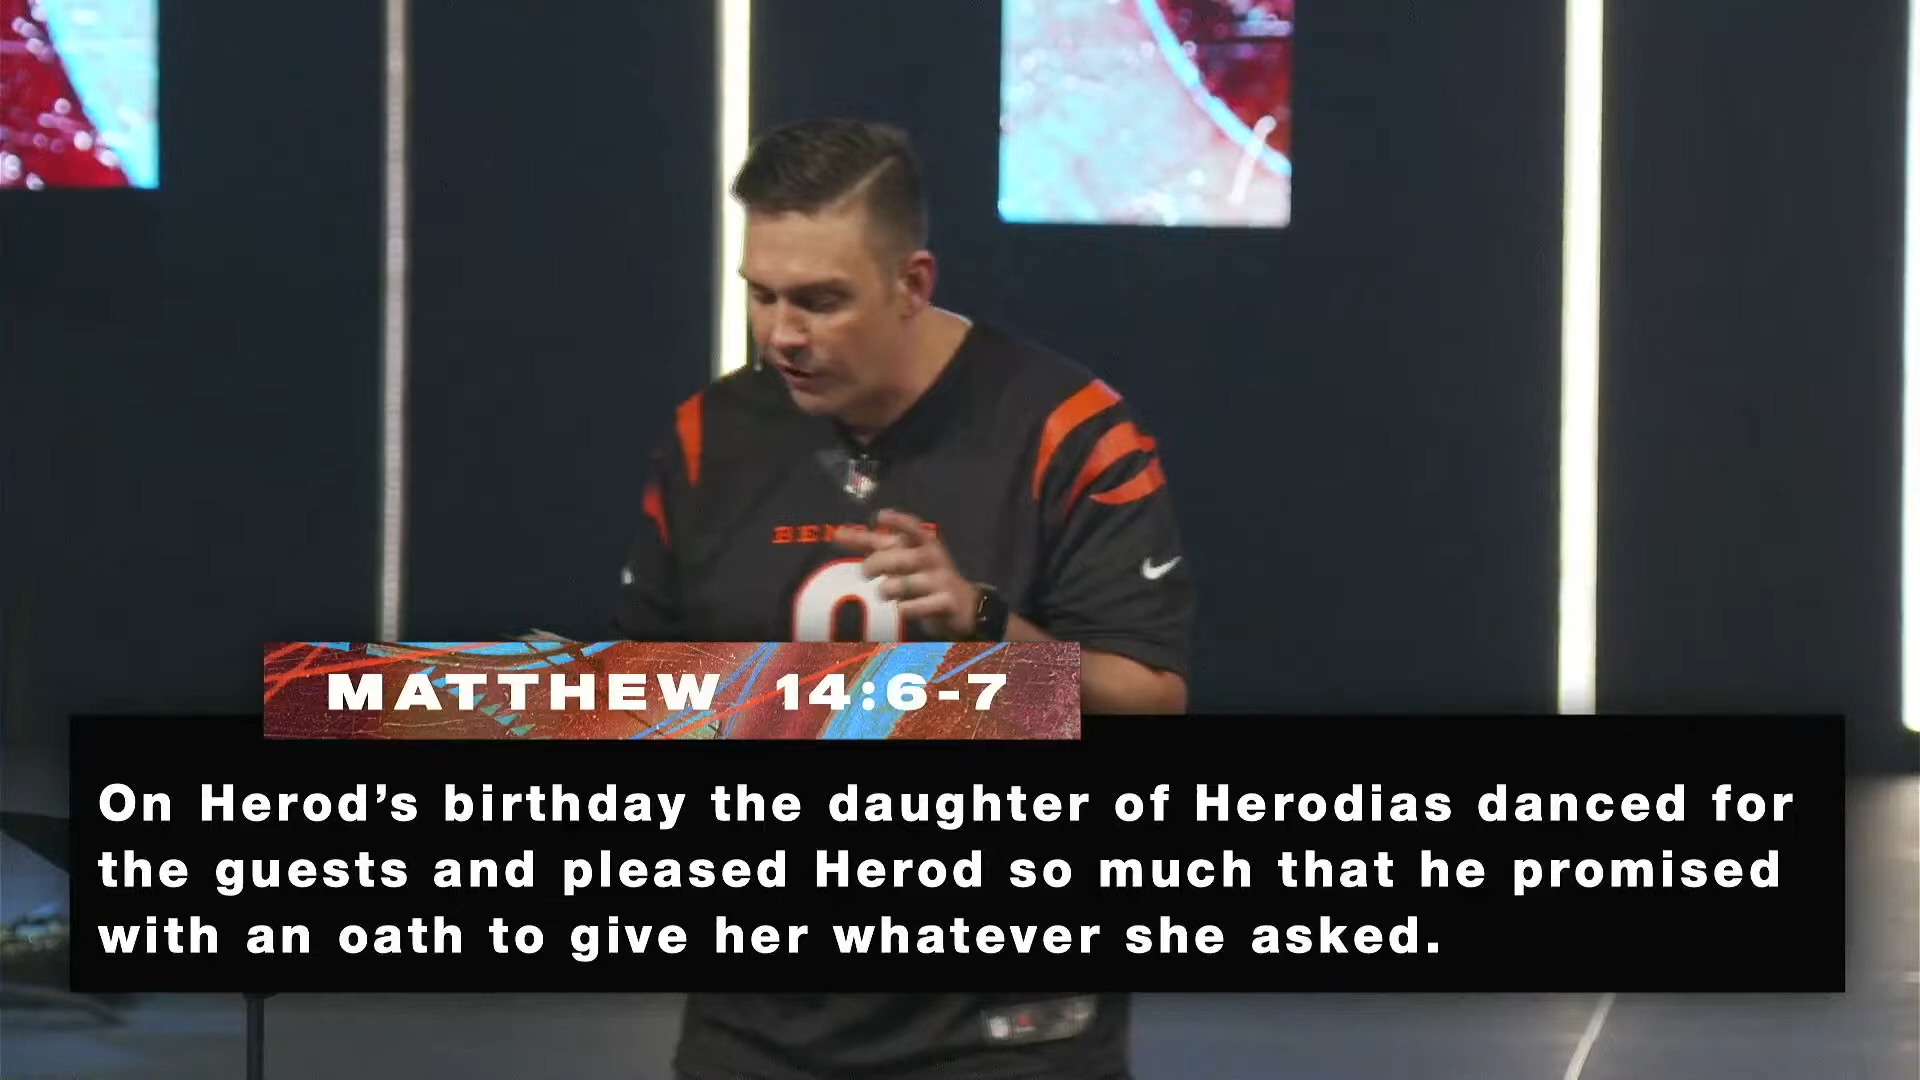 MATTHEW 14:6-7
On Herod’s birthday the daughter of Herodias danced for
the guests and pleased Herod so much that he promised
with an oath to give her whatever she asked.